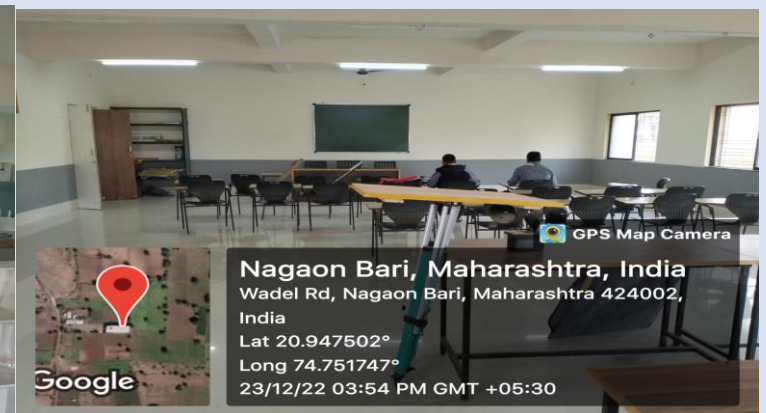 GPS Map Camera
Nagaon Bari, Maharashtra, India
Wadel Rd, Nagaon Bari, Maharashtra 424002,
India
Lat 20.947502°
Long 74.751747°
23/12/22 03:54 PM GMT +05:30
Google